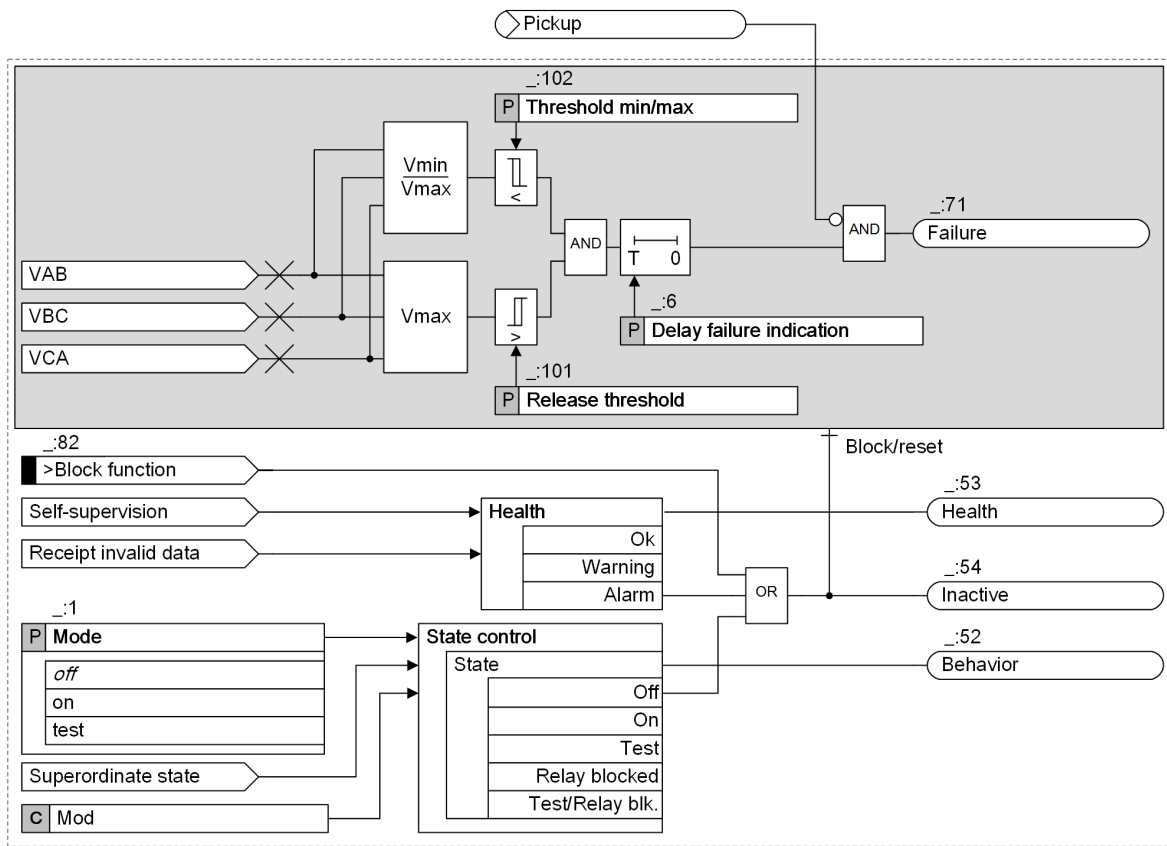 Pickup
_:102
P Threshold min/max
Vmin
Vmax
<
AND
T 0
AND
_:71
Failure
VAB
VBC
VCA
Vmax
>
_:6
P Delay failure indication
_:101
P Release threshold
Block/reset
_:82
>Block function
Self-supervision
Receipt invalid data
Health
Ok
Warning
Alarm
OR
_:53
Health
_:54
Inactive
_:52
Behavior
_:1
P Mode
off
on
test
Superordinate state
C Mod
State control
State
Off
On
Test
Relay blocked
Test/Relay blk.